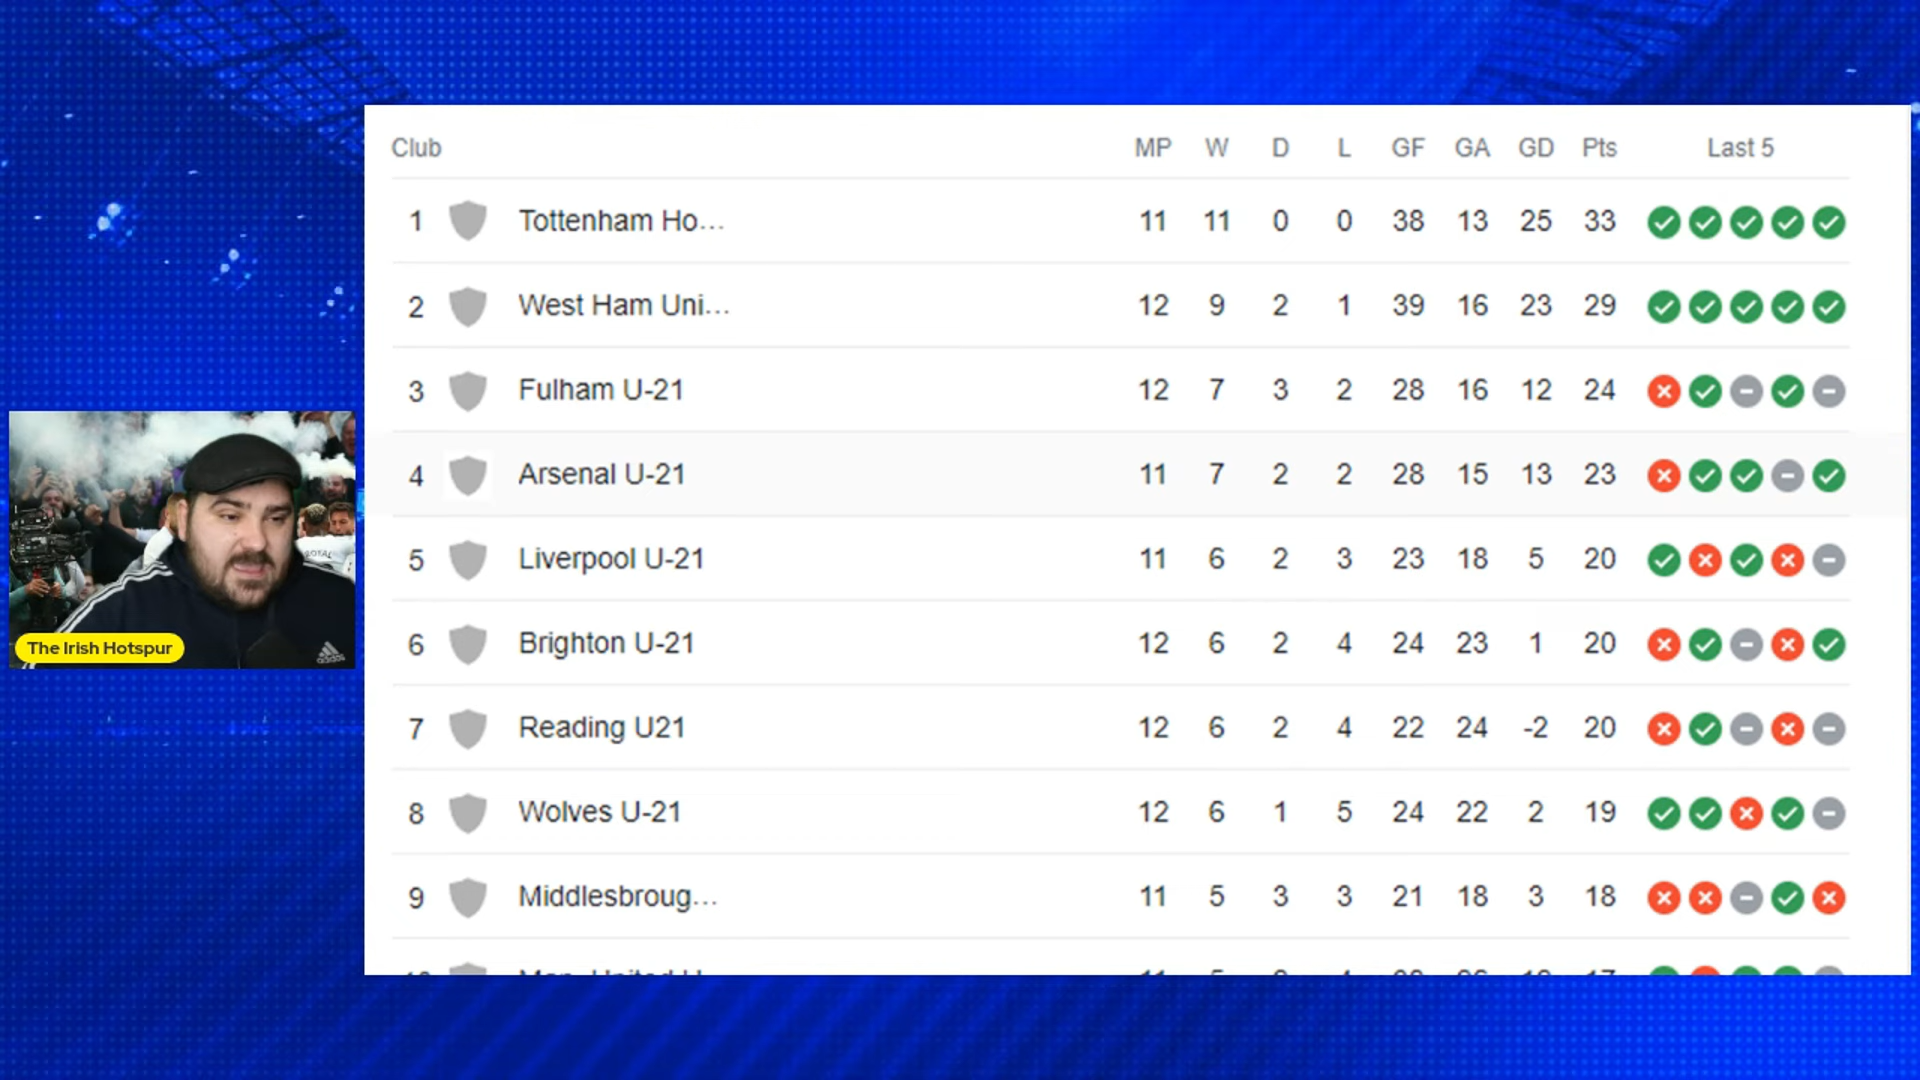 Club MP W D L GF GA GD Pts Last 5
1 Tottenham Ho... 11 11 0 0 38 13 25 33
2 West Ham Uni... 12 9 2 1 39 16 23 29
3 Fulham U-21 12 7 3 2 28 16 12 24
4 Arsenal U-21 11 7 2 2 28 15 13 23
5 Liverpool U-21 11 6 2 3 23 18 5 20
6 Brighton U-21 12 6 2 4 24 23 1 20
7 Reading U21 12 6 2 4 22 24 -2 20
8 Wolves U-21 12 6 1 5 24 22 2 19
9 Middlesbroug... 11 5 3 3 21 18 3 18
ROYAL
adidas
The Irish Hotspur